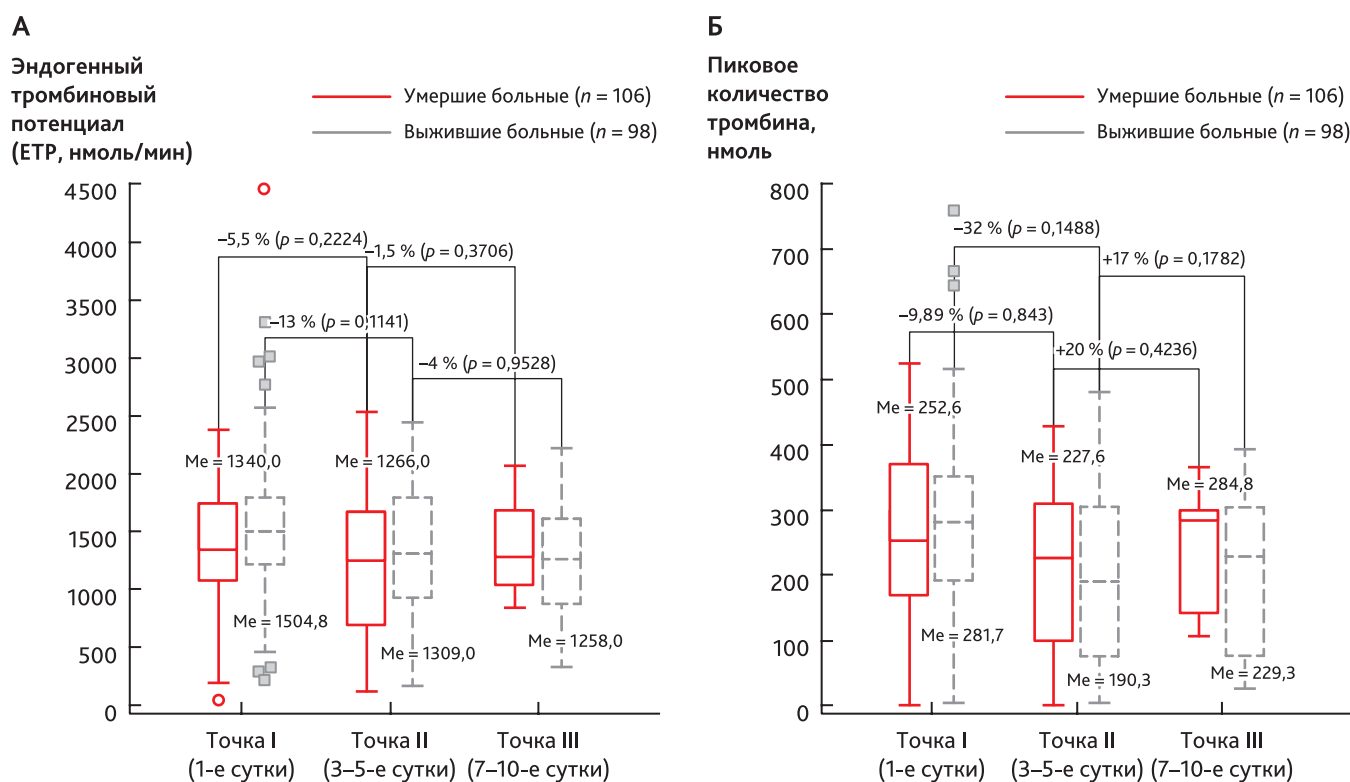 А
Эндогенный
тромбиновый
потенциал
(ЕТР, нмоль/мин)
Умершие больные (n = 106)
Выжившие больные (n = 98)
4500
4000
3500
3000
2500
2000
1500
1000
500
0
–5,5 % (p = 0,2224)
–1,5 % (p = 0,3706)
–13 % (p = 0,1141)
–4 % (p = 0,9528)
Me = 1340,0
Me = 1266,0
Me = 1504,8
Me = 1309,0
Me = 1258,0
Точка I
(1-е сутки)
Точка II
(3–5-е сутки)
Точка III
(7–10-е сутки)
Б
Пиковое
количество
тромбина,
нмоль
Умершие больные (n = 106)
Выжившие больные (n = 98)
800
700
600
500
400
300
200
100
0
–32 % (p = 0,1488)
+17 % (p = 0,1782)
–9,89 % (p = 0,843)
+20 % (p = 0,4236)
Me = 252,6
Me = 227,6
Me = 284,8
Me = 281,7
Me = 190,3
Me = 229,3
Точка I
(1-е сутки)
Точка II
(3–5-е сутки)
Точка III
(7–10-е сутки)